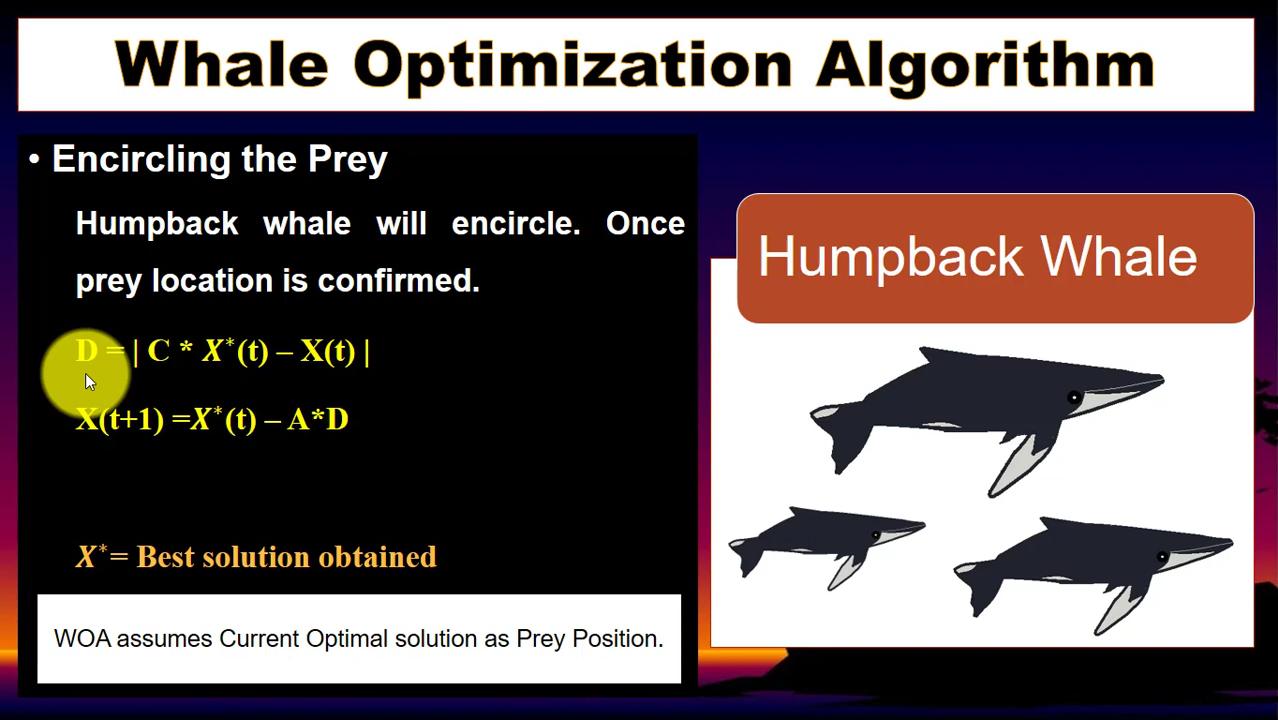 Whale Optimization Algorithm
• Encircling the Prey
Humpback whale will encircle. Once
prey location is confirmed.
D = | C * X*(t) – X(t) |
X(t+1) =X*(t) – A*D
X*= Best solution obtained
WOA assumes Current Optimal solution as Prey Position.
Humpback Whale